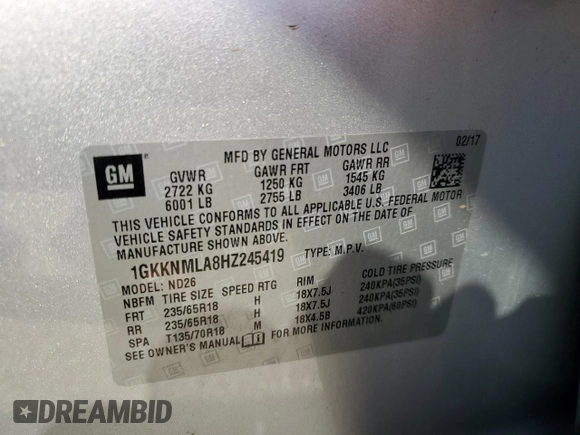 MFD BY GENERAL MOTORS LLC 02/17
GM
GVWR GAWR FRT GAWR RR
2722 KG 1250 KG 1545 KG
6001 LB 2755 LB 3406 LB
THIS VEHICLE CONFORMS TO ALL APPLICABLE U.S. FEDERAL MOTOR
VEHICLE SAFETY STANDARDS IN EFFECT ON THE DATE OF
MANUFACTURE SHOWN ABOVE.
1GKKNMLA8HZ245419 TYPE: M.P.V.
MODEL: ND26
NBFM TIRE SIZE SPEED RTG RIM COLD TIRE PRESSURE
FRT 235/65R18 H 18X7.5J 240KPA(35PSI)
RR 235/65R18 H 18X7.5J 240KPA(35PSI)
SPA T135/70R18 M 18X4.5B 420KPA(60PSI)
SEE OWNER'S MANUAL FOR MORE INFORMATION.
DREAMBID